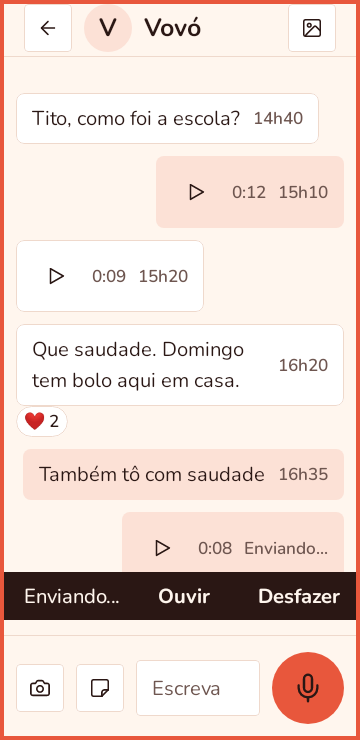 V Vovó
Tito, como foi a escola? 14h40
0:12 15h10
0:09 15h20
Que saudade. Domingo
tem bolo aqui em casa. 16h20
❤️ 2
Também tô com saudade 16h35
0:08 Enviando...
Enviando... Ouvir Desfazer
Escreva